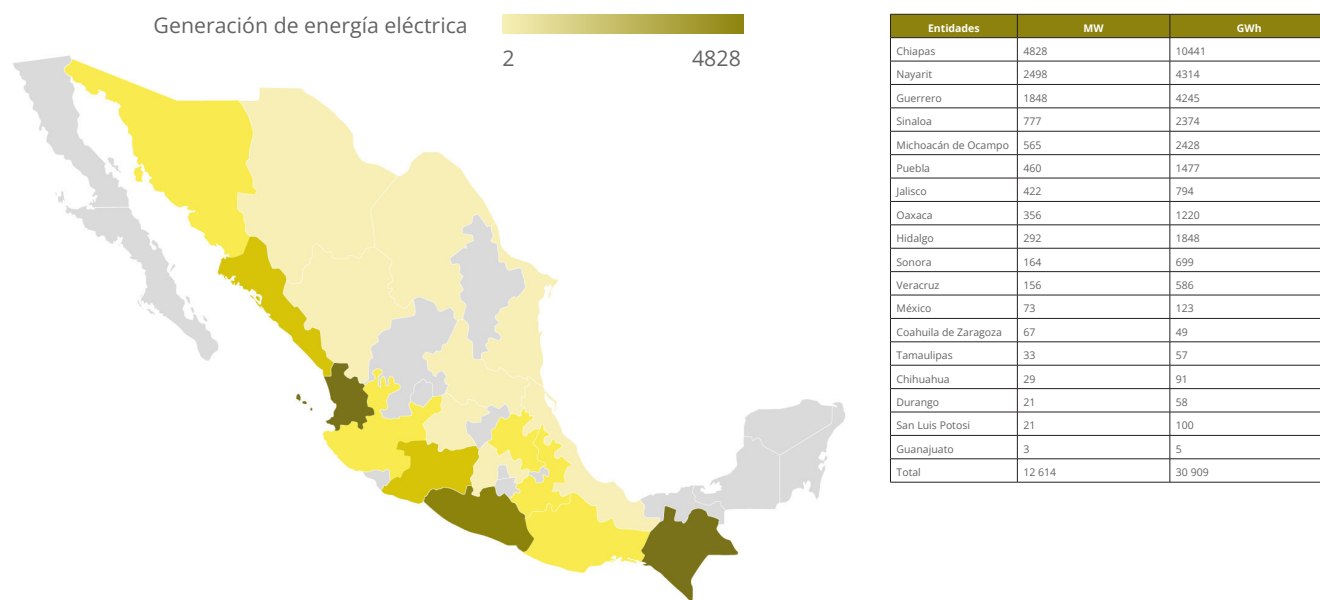 Generación de energía eléctrica
2 4828
Entidades MW GWh
Chiapas 4828 10441
Nayarit 2498 4314
Guerrero 1848 4245
Sinaloa 777 2374
Michoacán de Ocampo 565 2428
Puebla 460 1477
Jalisco 422 794
Oaxaca 356 1220
Hidalgo 292 1848
Sonora 164 699
Veracruz 156 586
México 73 123
Coahuila de Zaragoza 67 49
Tamaulipas 33 57
Chihuahua 29 91
Durango 21 58
San Luis Potosi 21 100
Guanajuato 3 5
Total 12 614 30 909